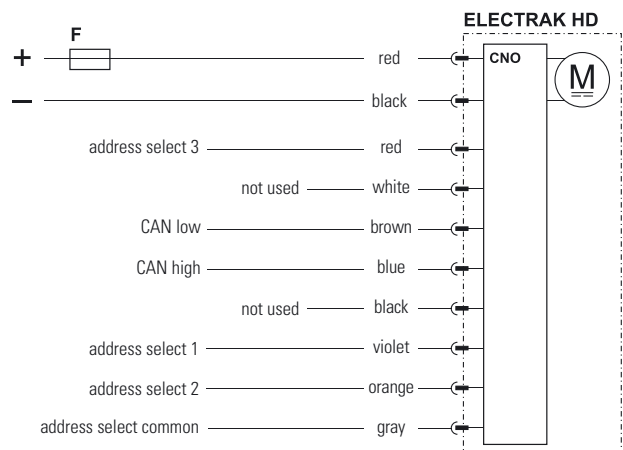 ELECTRAK HD
F
+ red CNO
M
− black
address select 3 red
not used white
CAN low brown
CAN high blue
not used black
address select 1 violet
address select 2 orange
address select common gray